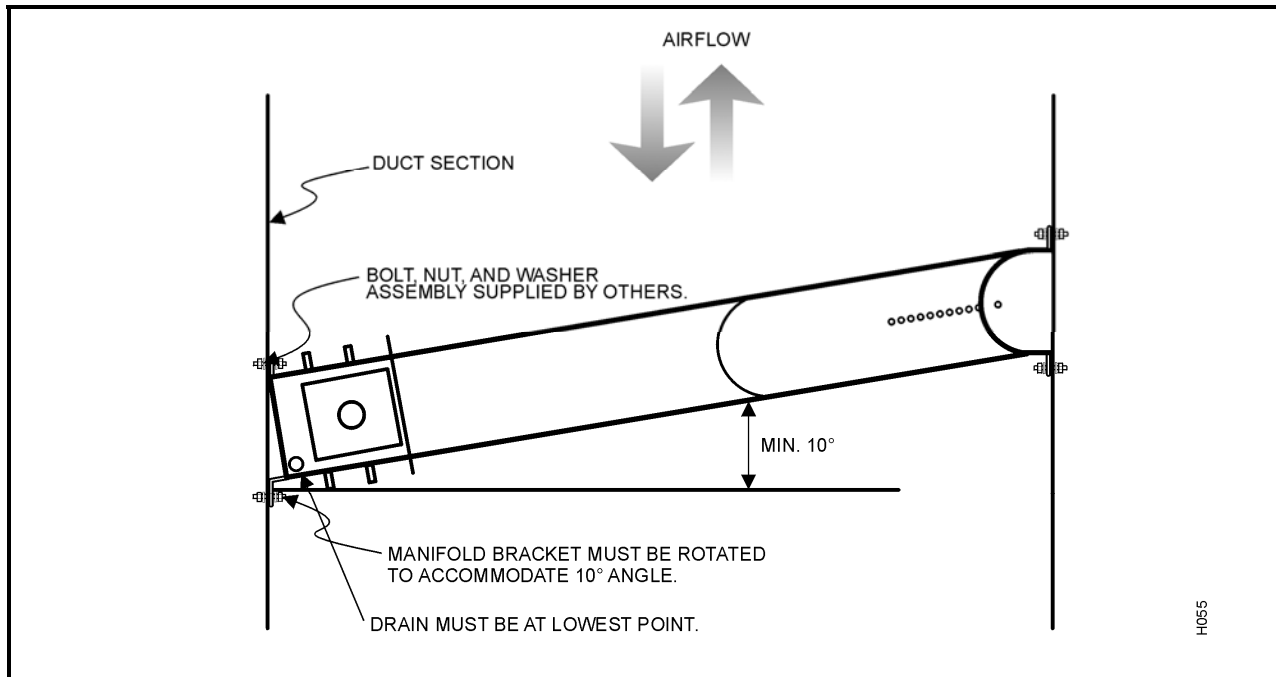 AIRFLOW
DUCT SECTION
BOLT, NUT, AND WASHER
ASSEMBLY SUPPLIED BY OTHERS.
MIN. 10°
MANIFOLD BRACKET MUST BE ROTATED
TO ACCOMMODATE 10° ANGLE.
DRAIN MUST BE AT LOWEST POINT.
H055